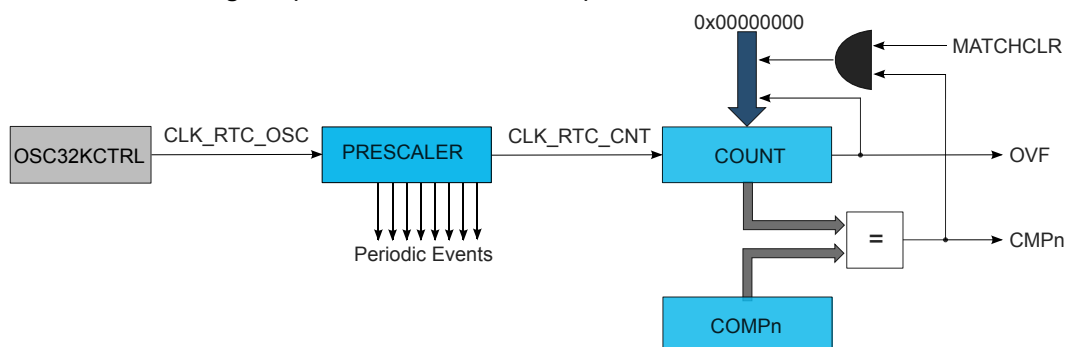 0x00000000
MATCHCLR
OSC32KCTRL
CLK_RTC_OSC
PRESCALER
CLK_RTC_CNT
COUNT
OVF
Periodic Events
=
CMPn
COMPn